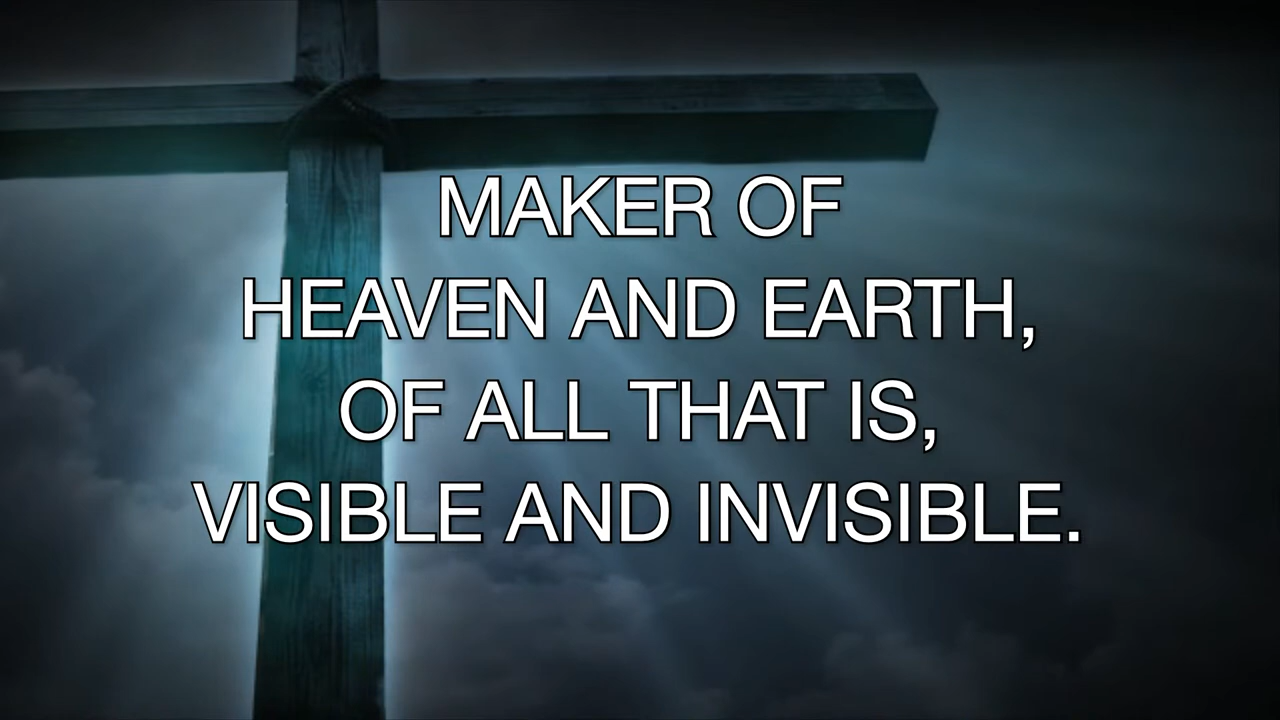 MAKER OF
HEAVEN AND EARTH,
OF ALL THAT IS,
VISIBLE AND INVISIBLE.